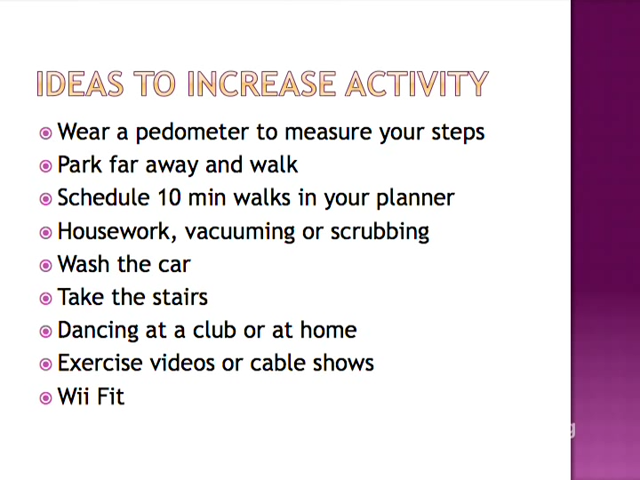 IDEAS TO INCREASE ACTIVITY
Wear a pedometer to measure your steps
Park far away and walk
Schedule 10 min walks in your planner
Housework, vacuuming or scrubbing
Wash the car
Take the stairs
Dancing at a club or at home
Exercise videos or cable shows
Wii Fit